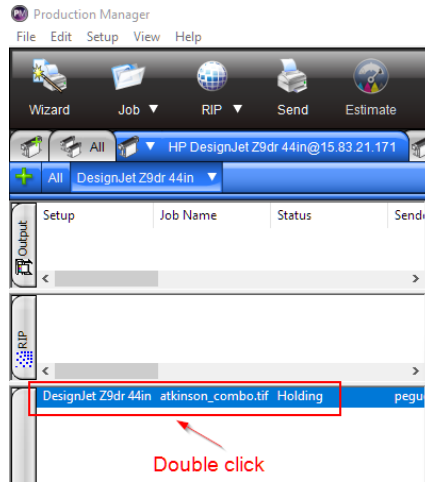 Production Manager
File Edit Setup View Help
Wizard Job RIP Send Estimate
All HP DesignJet Z9dr 44in@15.83.21.171
All DesignJet Z9dr 44in
Setup Job Name Status Sende
Output
RIP
DesignJet Z9dr 44in atkinson_combo.tif Holding pegu
Double click